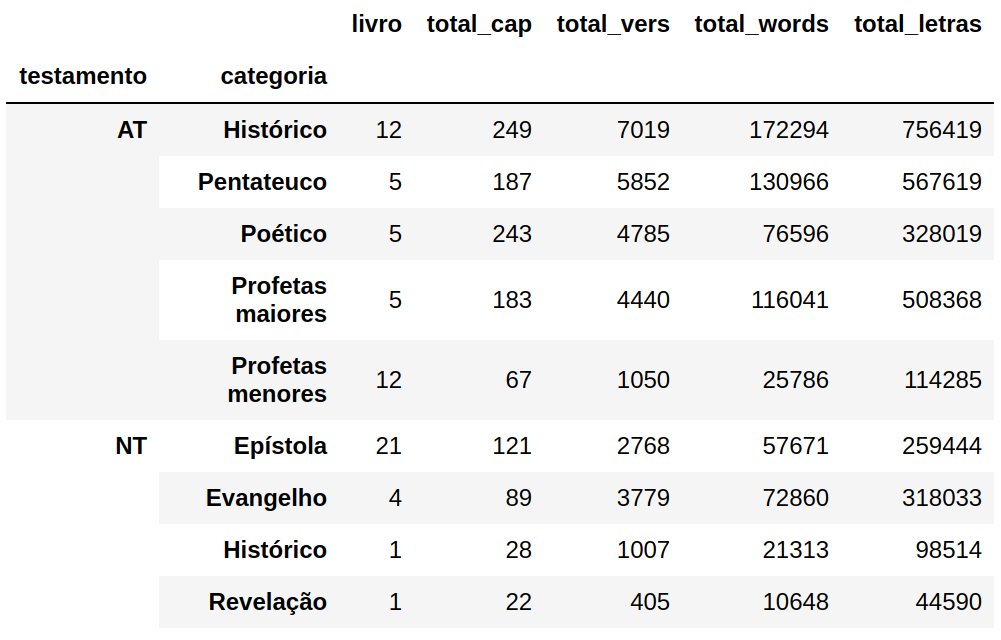 livro total_cap total_vers total_words total_letras
testamento categoria
AT Histórico 12 249 7019 172294 756419
Pentateuco 5 187 5852 130966 567619
Poético 5 243 4785 76596 328019
Profetas
maiores 5 183 4440 116041 508368
Profetas
menores 12 67 1050 25786 114285
NT Epístola 21 121 2768 57671 259444
Evangelho 4 89 3779 72860 318033
Histórico 1 28 1007 21313 98514
Revelação 1 22 405 10648 44590